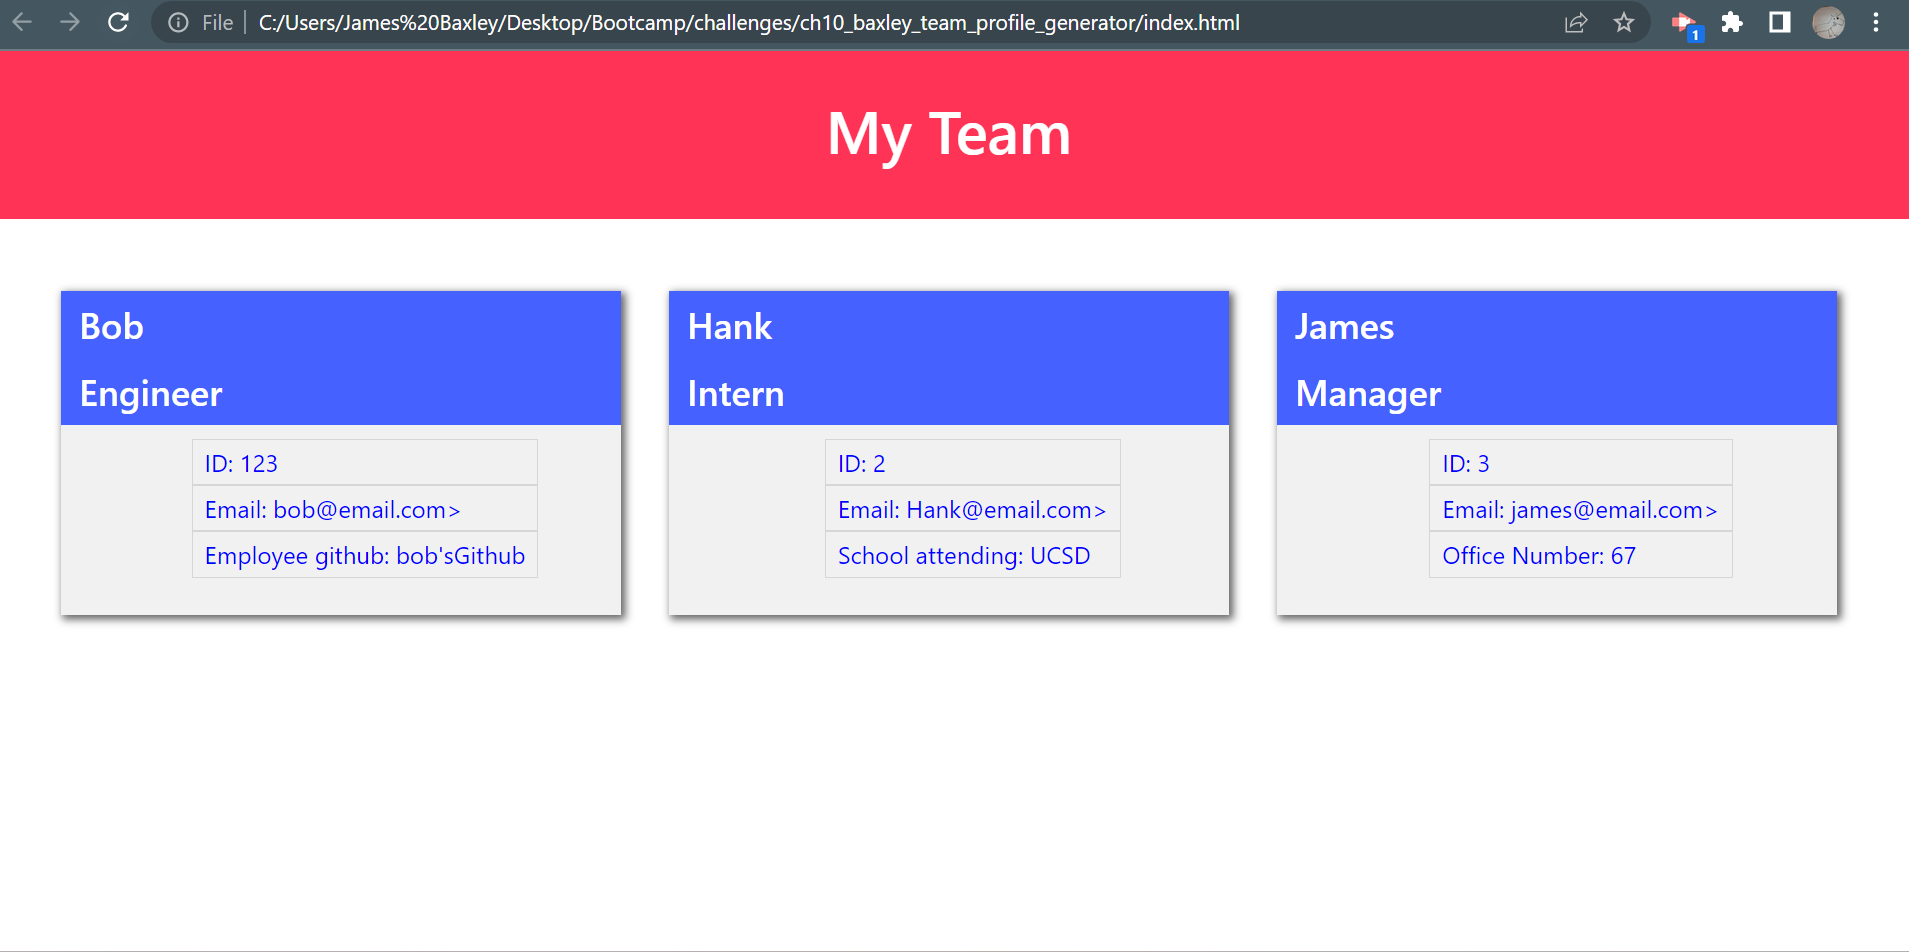 File C:/Users/James%20Baxley/Desktop/Bootcamp/challenges/ch10_baxley_team_profile_generator/index.html
1
My Team
Bob
Engineer
ID: 123
Email: bob@email.com>
Employee github: bob'sGithub
Hank
Intern
ID: 2
Email: Hank@email.com>
School attending: UCSD
James
Manager
ID: 3
Email: james@email.com>
Office Number: 67